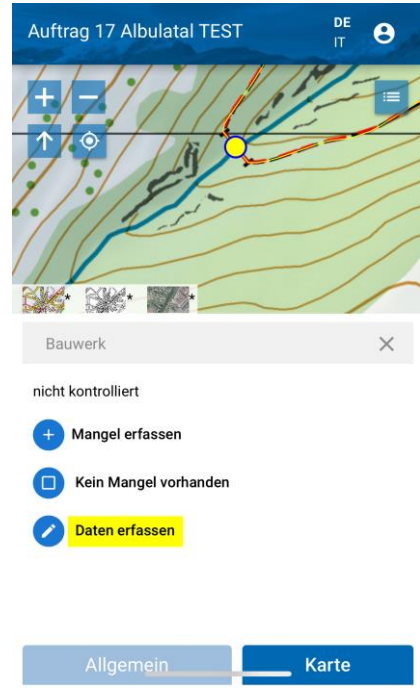 Auftrag 17 Albulatal TEST
DE
IT
Bauwerk
nicht kontrolliert
Mangel erfassen
Kein Mangel vorhanden
Daten erfassen
Allgemein
Karte